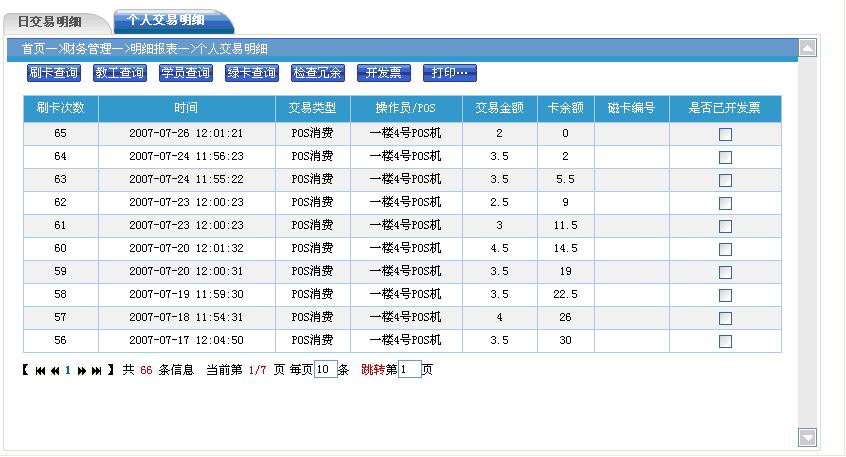 日交易明细 个人交易明细
首页一>财务管理一>明细报表一>个人交易明细
刷卡查询 教工查询 学员查询 绿卡查询 检查冗余 开发票 打印…
刷卡次数 时间 交易类型 操作员/POS 交易金额 卡余额 磁卡编号 是否已开发票
65 2007-07-26 12:01:21 POS消费 一楼4号POS机 2 0
64 2007-07-24 11:56:23 POS消费 一楼4号POS机 3.5 2
63 2007-07-24 11:55:22 POS消费 一楼4号POS机 3.5 5.5
62 2007-07-23 12:00:23 POS消费 一楼4号POS机 2.5 9
61 2007-07-23 12:00:23 POS消费 一楼4号POS机 3 11.5
60 2007-07-20 12:01:32 POS消费 一楼4号POS机 4.5 14.5
59 2007-07-20 12:00:31 POS消费 一楼4号POS机 3.5 19
58 2007-07-19 11:59:30 POS消费 一楼4号POS机 3.5 22.5
57 2007-07-18 11:54:31 POS消费 一楼4号POS机 4 26
56 2007-07-17 12:04:50 POS消费 一楼4号POS机 3.5 30
【 1 】 共 66 条信息 当前第 1/7 页 每页10条 跳转第1页